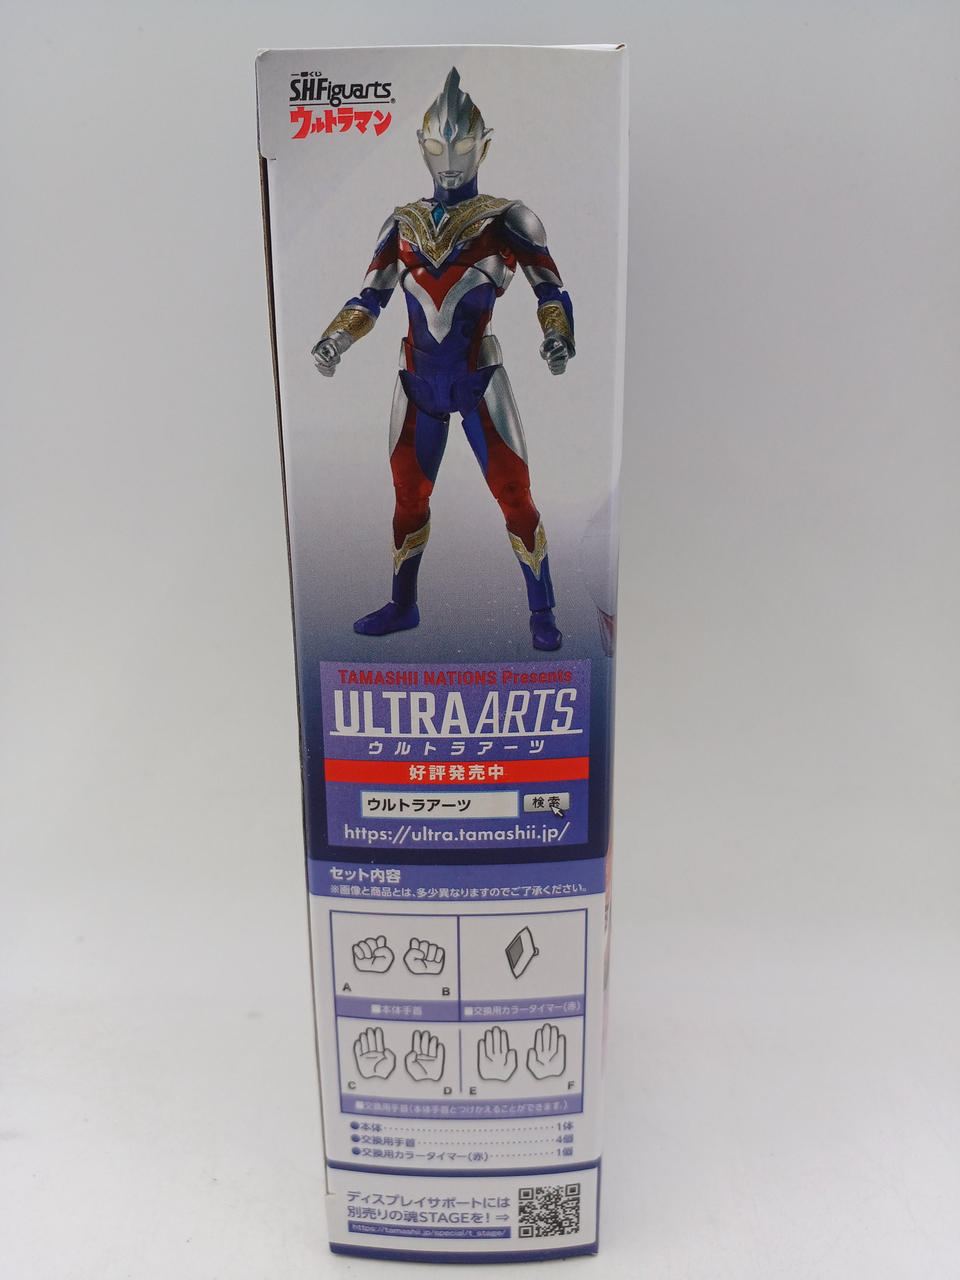 一番くじ
S.H.Figuarts®
ウルトラマン
TAMASHII NATIONS Presents
ULTRA ARTS
ウルトラアーツ
好評発売中
ウルトラアーツ 検索
https://ultra.tamashii.jp/
セット内容
※画像と商品とは、多少異なりますのでご了承ください。
A B
■本体手首
■交換用カラータイマー(赤)
C D E F
■交換用手首(本体手首とつけかえることができます。)
●本体・・・・・・・・・・・・・・・・・・・・・・1体
●交換用手首・・・・・・・・・・・・・・・・・・4個
●交換用カラータイマー(赤)・・・・・・・・・・・1個
ディスプレイサポートには
別売りの魂STAGEを!⇒
https://tamashii.jp/special/t_stage/